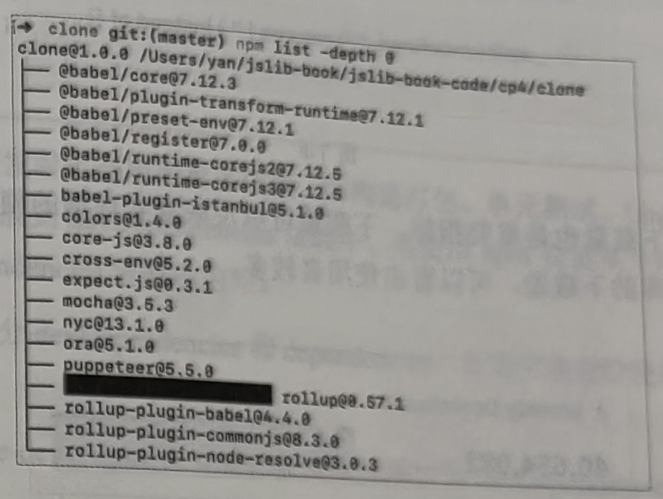 ➜ clone git:(master) npm list -depth 0
clone@1.0.0 /Users/yan/jslib-book/jslib-book-code/cp4/clone
├── @babel/core@7.12.3
├── @babel/plugin-transform-runtime@7.12.1
├── @babel/preset-env@7.12.1
├── @babel/register@7.0.0
├── @babel/runtime-corejs2@7.12.5
├── @babel/runtime-corejs3@7.12.5
├── babel-plugin-istanbul@5.1.0
├── colors@1.4.0
├── core-js@3.8.0
├── cross-env@5.2.0
├── expect.js@0.3.1
├── mocha@3.5.3
├── nyc@13.1.0
├── ora@5.1.0
├── puppeteer@5.5.0
├── rollup@0.57.1
├── rollup-plugin-babel@4.4.0
├── rollup-plugin-commonjs@8.3.0
└── rollup-plugin-node-resolve@3.0.3